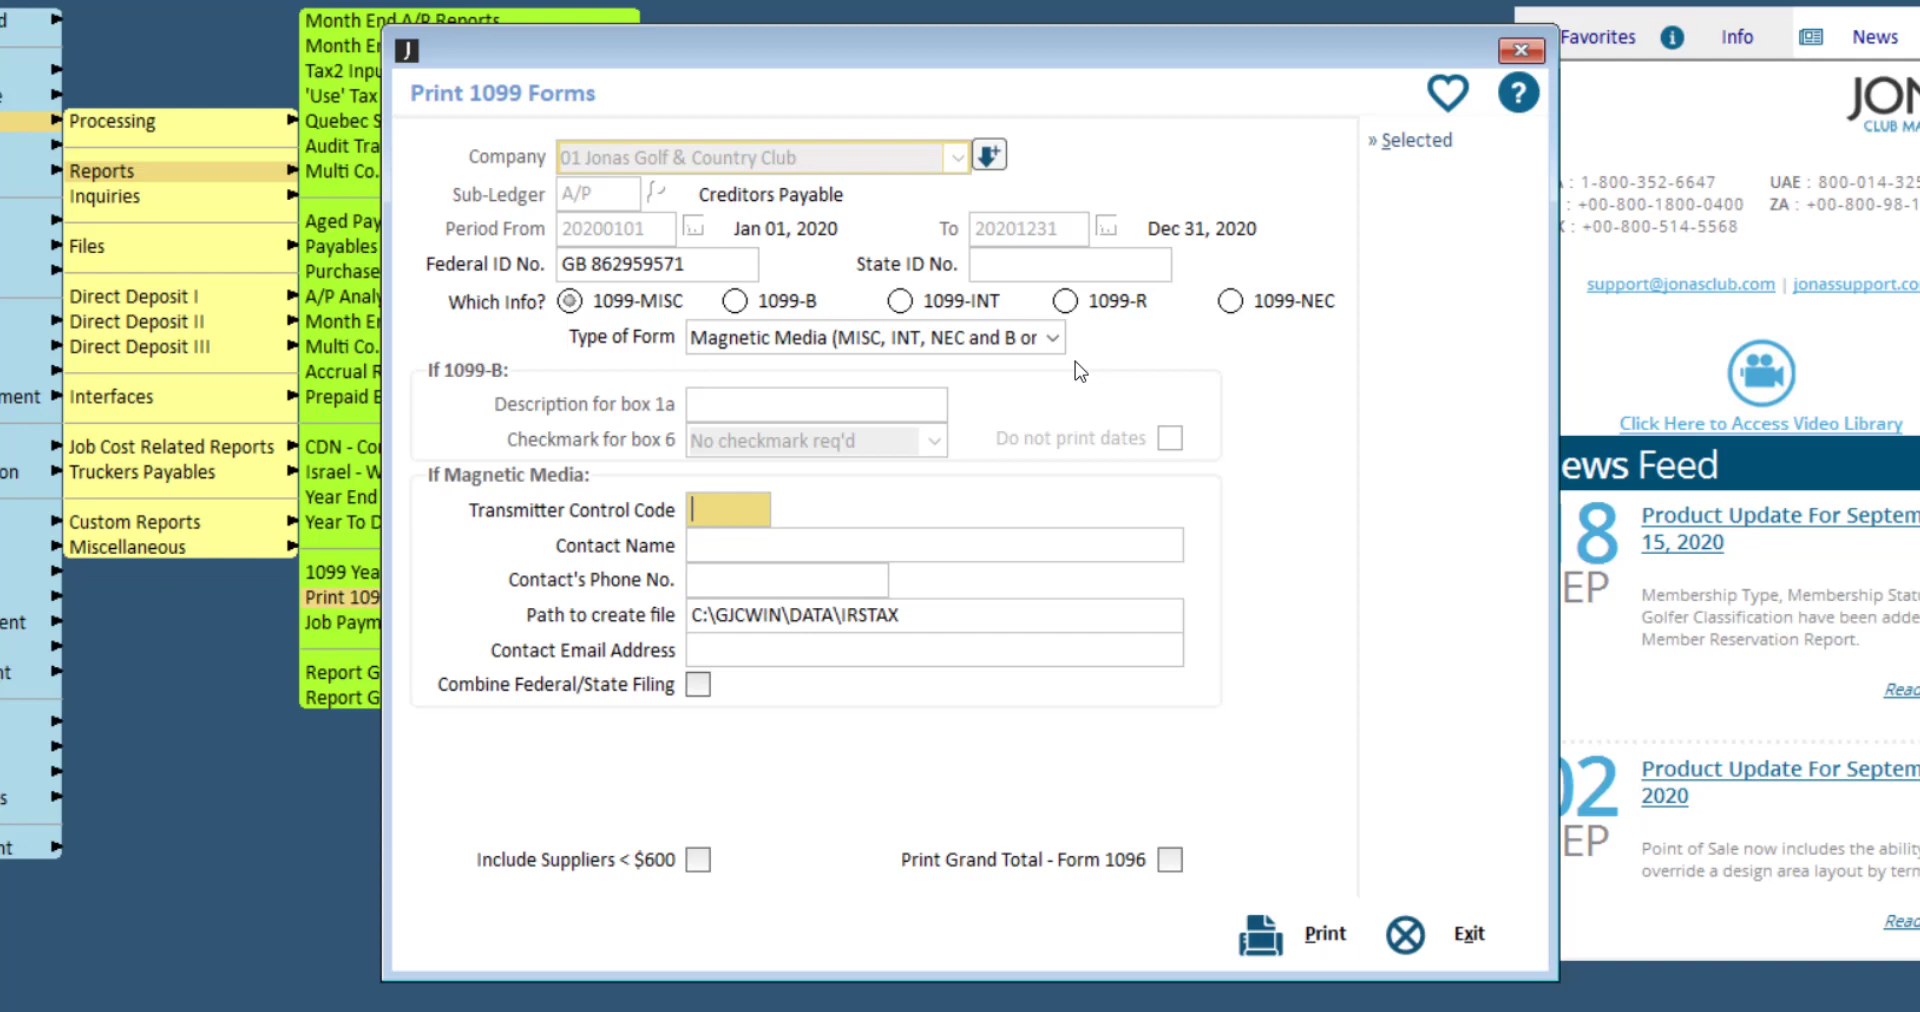 d
e
ment
on
ent
nt
s
nt
Processing
Reports
Inquiries
Files
Direct Deposit I
Direct Deposit II
Direct Deposit III
Interfaces
Job Cost Related Reports
Truckers Payables
Custom Reports
Miscellaneous
Month End A/P Reports
Month Er
Tax2 Inpu
'Use' Tax
Quebec S
Audit Tra
Multi Co.
Aged Pay
Payables
Purchase
A/P Analy
Month Er
Multi Co.
Accrual R
Prepaid E
CDN - Co
Israel - W
Year End
Year To D
1099 Yea
Print 109
Job Paym
Report G
Report G
J
Print 1099 Forms
?
» Selected
Company 01 Jonas Golf & Country Club
Sub-Ledger A/P Creditors Payable
Period From 20200101 Jan 01, 2020 To 20201231 Dec 31, 2020
Federal ID No. GB 862959571 State ID No.
Which Info? 1099-MISC 1099-B 1099-INT 1099-R 1099-NEC
Type of Form Magnetic Media (MISC, INT, NEC and B or
If 1099-B:
Description for box 1a
Checkmark for box 6 No checkmark req'd Do not print dates
If Magnetic Media:
Transmitter Control Code
Contact Name
Contact's Phone No.
Path to create file C:\GJCWIN\DATA\IRSTAX
Contact Email Address
Combine Federal/State Filing
Include Suppliers < $600 Print Grand Total - Form 1096
Print Exit
Favorites i Info News
JON
CLUB MA
: 1-800-352-6647 UAE : 800-014-325
: +00-800-1800-0400 ZA : +00-800-98-1
: +00-800-514-5568
support@jonasclub.com | jonassupport.co
Click Here to Access Video Library
ews Feed
8
EP
Product Update For Septem
15, 2020
Membership Type, Membership Statu
Golfer Classification have been adde
Member Reservation Report.
Read
02
EP
Product Update For Septem
2020
Point of Sale now includes the ability
override a design area layout by term
Read